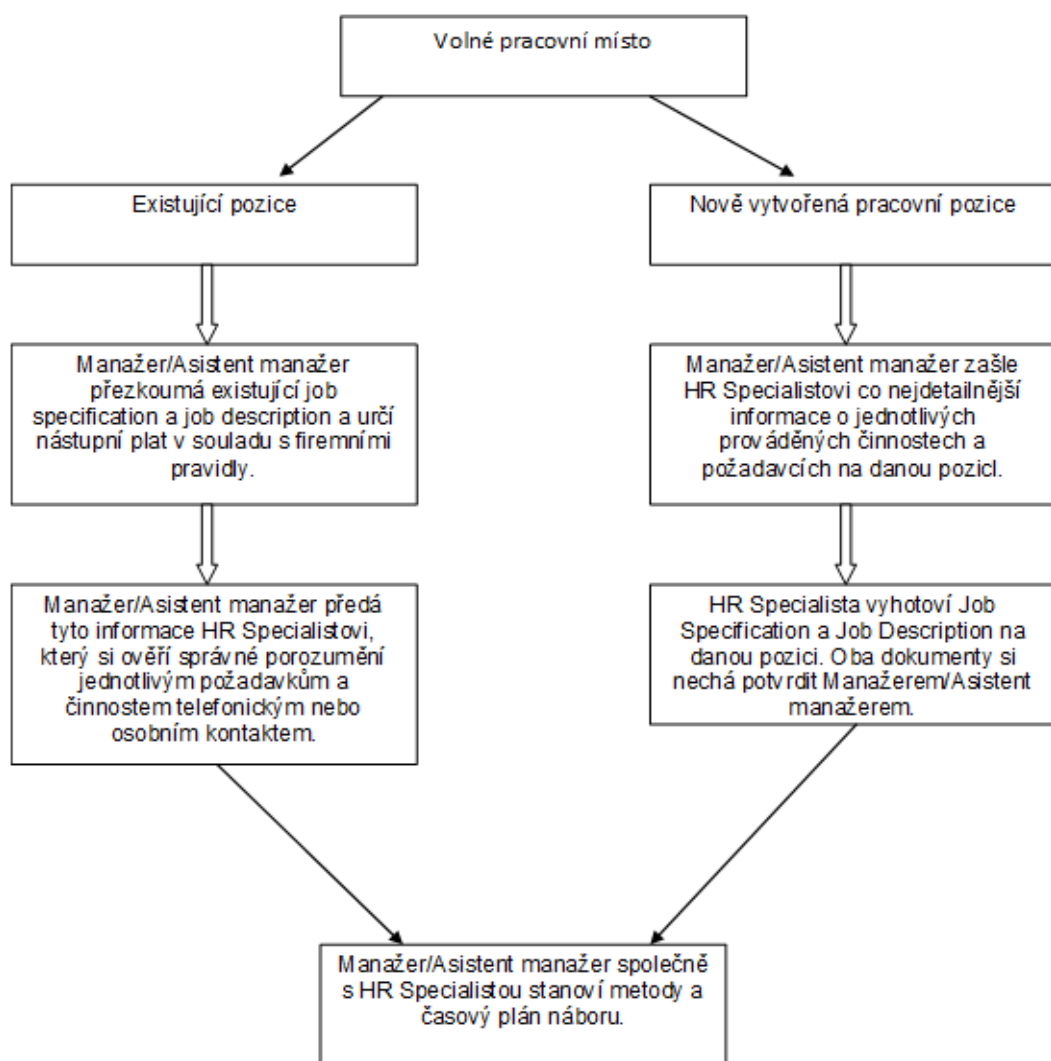 Volné pracovní místo
Existující pozice
Nově vytvořená pracovní pozice
Manažer/Asistent manažer
přezkoumá existující job
specification a job description a určí
nástupní plat v souladu s firemními
pravidly.
Manažer/Asistent manažer zašle
HR Specialistovi co nejdetailnější
informace o jednotlivých
prováděných činnostech a
požadavcích na danou pozicI.
Manažer/Asistent manažer předá
tyto informace HR Specialistovi,
který si ověří správné porozumění
jednotlivým požadavkům a
činnostem telefonickým nebo
osobním kontaktem.
HR Specialista vyhotoví Job
Specification a Job Description na
danou pozici. Oba dokumenty si
nechá potvrdit Manažerem/Asistent
manažerem.
Manažer/Asistent manažer společně
s HR Specialistou stanoví metody a
časový plán náboru.